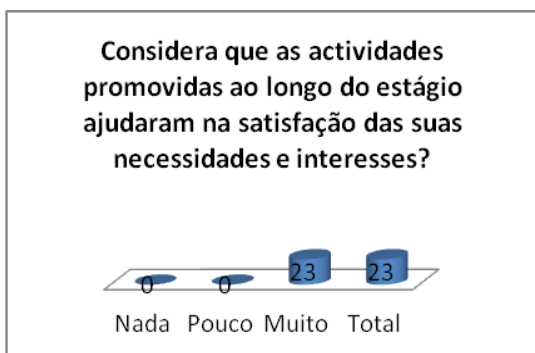 Considera que as actividades
promovidas ao longo do estágio
ajudaram na satisfação das suas
necessidades e interesses?
0 0 23 23
Nada Pouco Muito Total